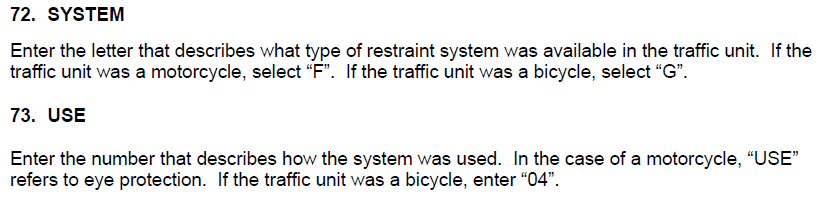 72. SYSTEM
Enter the letter that describes what type of restraint system was available in the traffic unit. If the
traffic unit was a motorcycle, select “F”. If the traffic unit was a bicycle, select “G”.
73. USE
Enter the number that describes how the system was used. In the case of a motorcycle, “USE”
refers to eye protection. If the traffic unit was a bicycle, enter “04”.